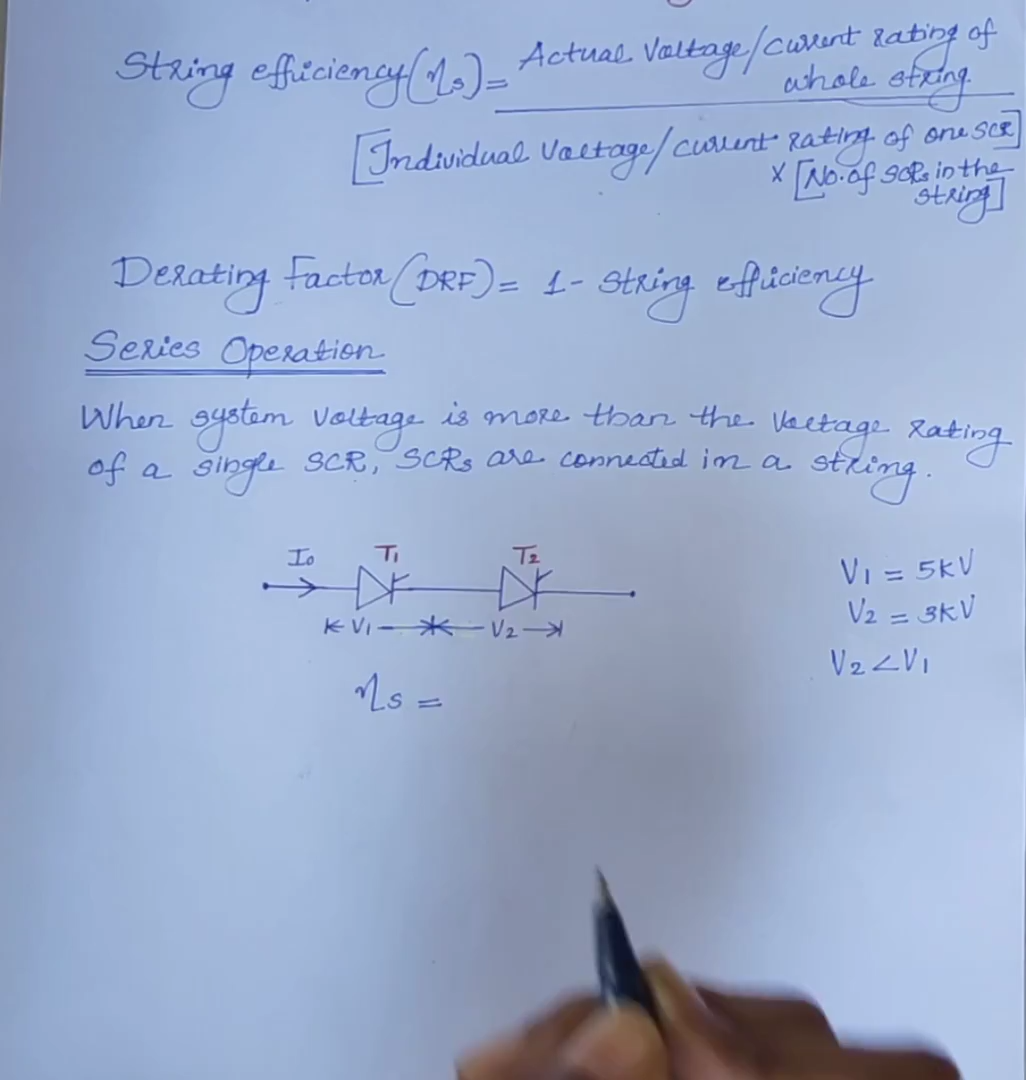 String efficiency (ηs) = Actual Voltage/current rating of
whole string
[Individual Voltage/current Rating of one SCR]
X [No. of SCRs in the
string]
Derating Factor (DRF) = 1 - String efficiency
Series Operation
When system voltage is more than the voltage rating
of a single SCR, SCRs are connected in a string.
Io T1 T2
V1 V2
V1 = 5kV
V2 = 3kV
V2 < V1
ηs =